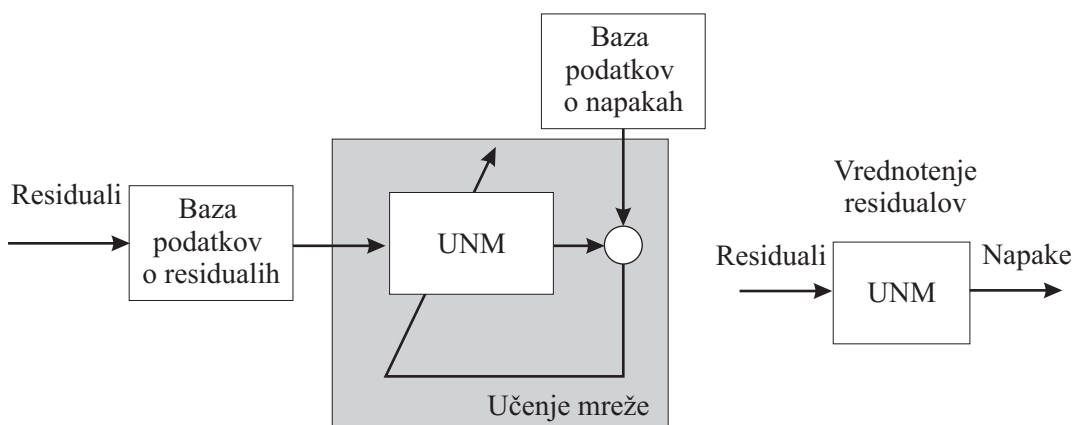 Baza
podatkov
o napakah
Residuali
Baza
podatkov
o residualih
UNM
Učenje mreže
Vrednotenje
residualov
Residuali
UNM
Napake